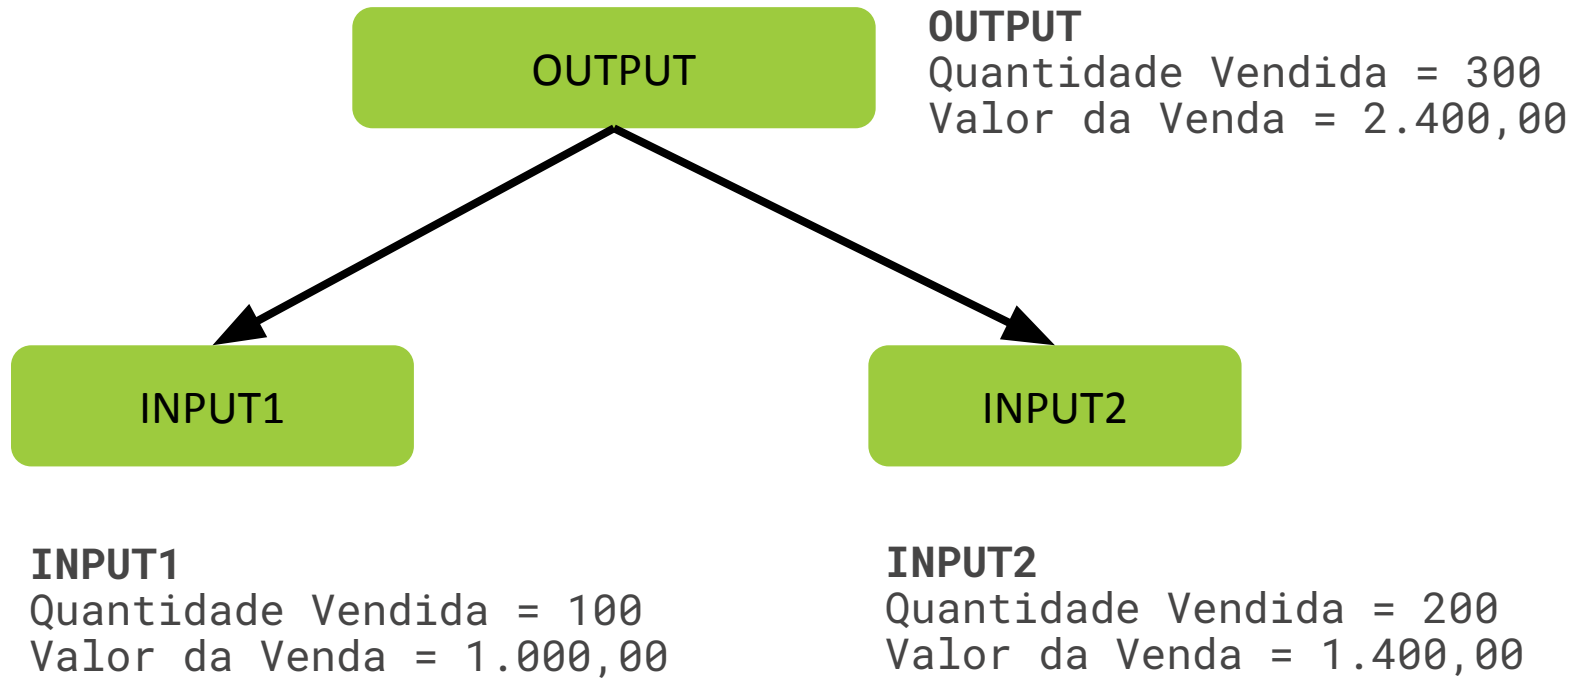 OUTPUT
OUTPUT
Quantidade Vendida = 300
Valor da Venda = 2.400,00
INPUT1
INPUT2
INPUT1
Quantidade Vendida = 100
Valor da Venda = 1.000,00
INPUT2
Quantidade Vendida = 200
Valor da Venda = 1.400,00